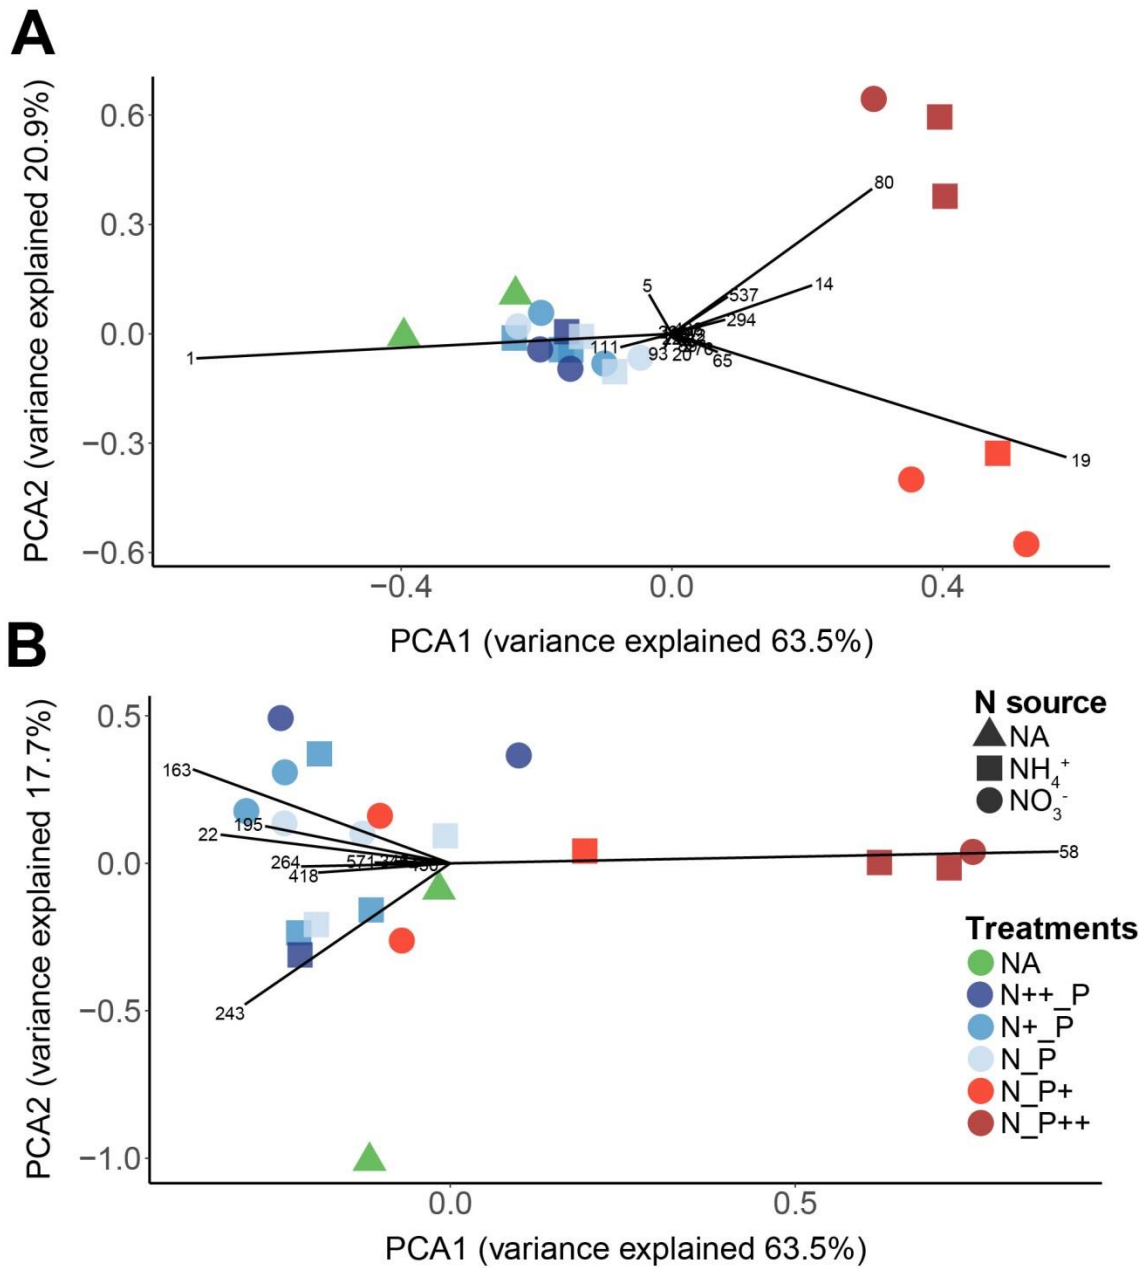 A
PCA2 (variance explained 20.9%)
0.6
0.3
0.0
−0.3
−0.6
80
5
537
14
294
1
111
93
20
65
19
−0.4
0.0
0.4
PCA1 (variance explained 63.5%)
B
PCA2 (variance explained 17.7%)
0.5
0.0
−0.5
−1.0
163
195
22
264
571
418
58
243
N source
NA
NH₄⁺
NO₃⁻
Treatments
NA
N++_P
N+_P
N_P
N_P+
N_P++
0.0
0.5
PCA1 (variance explained 63.5%)